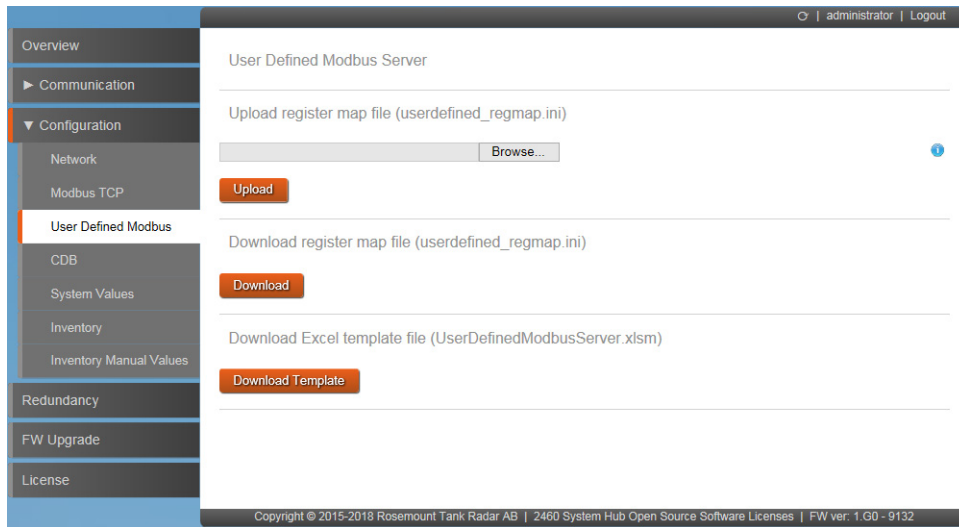 ⟳ | administrator | Logout
Overview
► Communication
▼ Configuration
Network
Modbus TCP
User Defined Modbus
CDB
System Values
Inventory
Inventory Manual Values
Redundancy
FW Upgrade
License
User Defined Modbus Server
Upload register map file (userdefined_regmap.ini)
Browse...
Upload
Download register map file (userdefined_regmap.ini)
Download
Download Excel template file (UserDefinedModbusServer.xlsm)
Download Template
Copyright © 2015-2018 Rosemount Tank Radar AB | 2460 System Hub Open Source Software Licenses | FW ver: 1.G0 - 9132